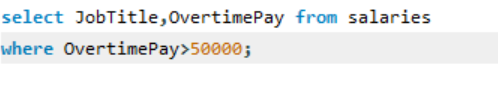 select JobTitle,OvertimePay from salaries
where OvertimePay>50000;